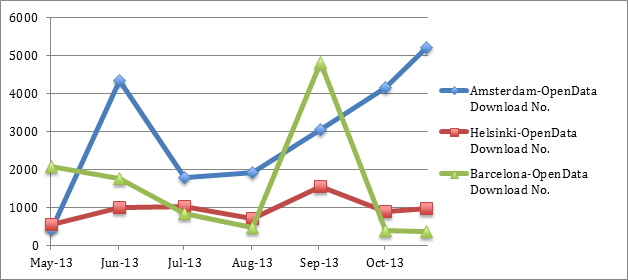 6000
5000
4000
3000
2000
1000
0
May-13
Jun-13
Jul-13
Aug-13
Sep-13
Oct-13
Amsterdam-OpenData
Download No.
Helsinki-OpenData
Download No.
Barcelona-OpenData
Download No.